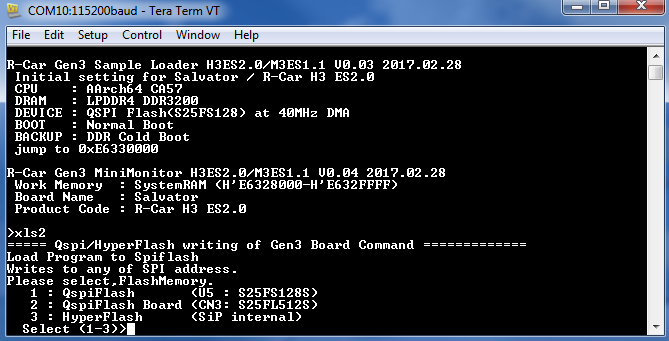 COM10:115200baud - Tera Term VT
File Edit Setup Control Window Help
R-Car Gen3 Sample Loader H3ES2.0/M3ES1.1 V0.03 2017.02.28
Initial setting for Salvator / R-Car H3 ES2.0
CPU : AArch64 CA57
DRAM : LPDDR4 DDR3200
DEVICE : QSPI Flash(S25FS128) at 40MHz DMA
BOOT : Normal Boot
BACKUP : DDR Cold Boot
jump to 0xE6330000
R-Car Gen3 MiniMonitor H3ES2.0/M3ES1.1 V0.04 2017.02.28
Work Memory : SystemRAM (H'E6328000-H'E632FFFF)
Board Name : Salvator
Product Code : R-Car H3 ES2.0
>xls2
===== Qspi/HyperFlash writing of Gen3 Board Command =============
Load Program to Spiflash
Writes to any of SPI address.
Please select,FlashMemory.
1 : QspiFlash (U5 : S25FS128S)
2 : QspiFlash Board (CN3: S25FL512S)
3 : HyperFlash (SiP internal)
Select (1-3)>